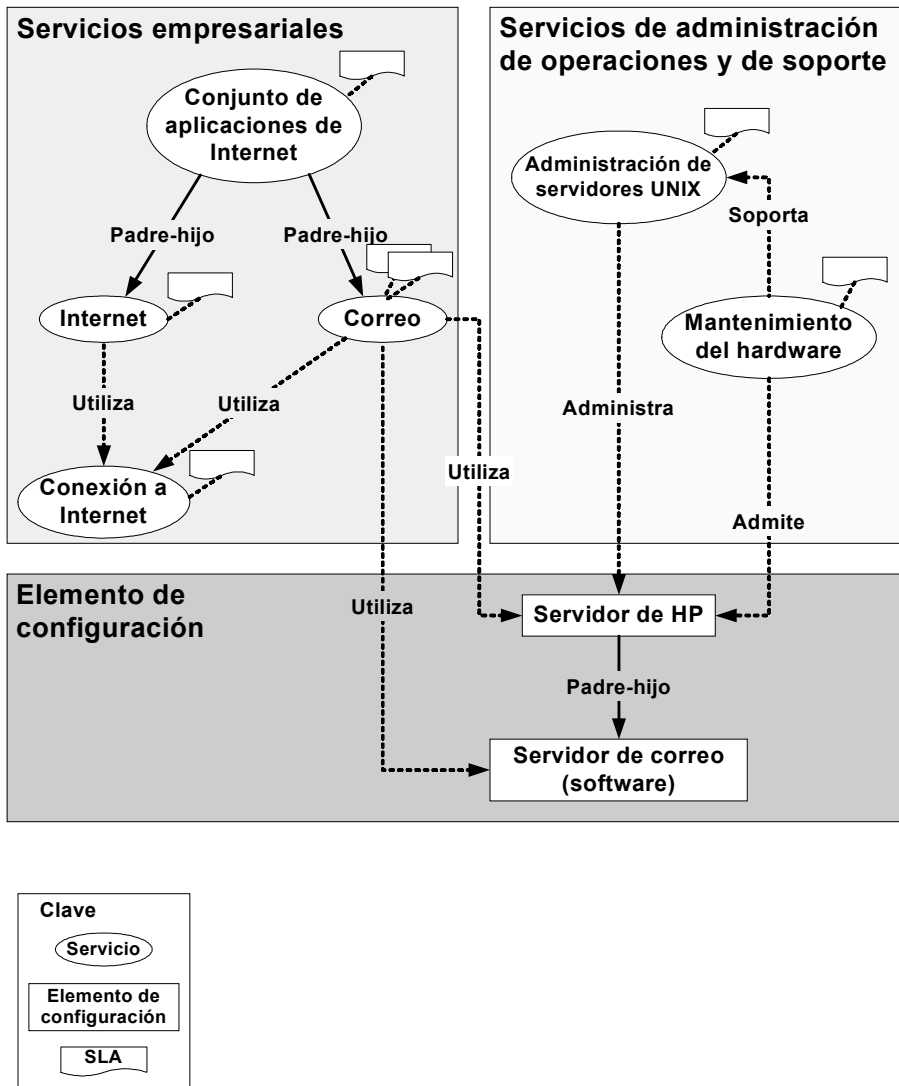 Servicios empresariales
Conjunto de
aplicaciones de
Internet
Padre-hijo
Padre-hijo
Internet
Correo
Utiliza
Utiliza
Conexión a
Internet
Servicios de administración
de operaciones y de soporte
Administración de
servidores UNIX
Soporta
Mantenimiento
del hardware
Administra
Utiliza
Admite
Elemento de
configuración
Utiliza
Servidor de HP
Padre-hijo
Servidor de correo
(software)
Clave
Servicio
Elemento de
configuración
SLA